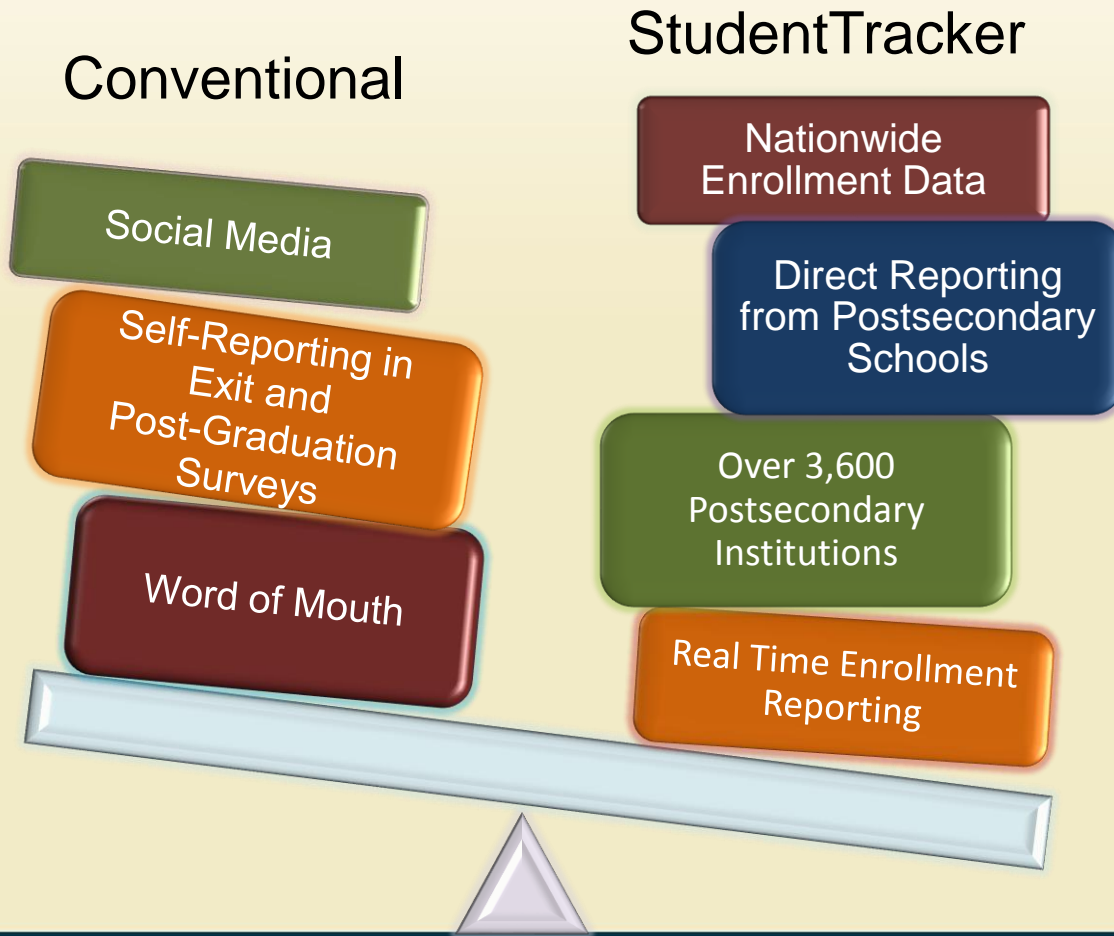 Conventional
Social Media
Self-Reporting in
Exit and
Post-Graduation
Surveys
Word of Mouth
StudentTracker
Nationwide
Enrollment Data
Direct Reporting
from Postsecondary
Schools
Over 3,600
Postsecondary
Institutions
Real Time Enrollment
Reporting